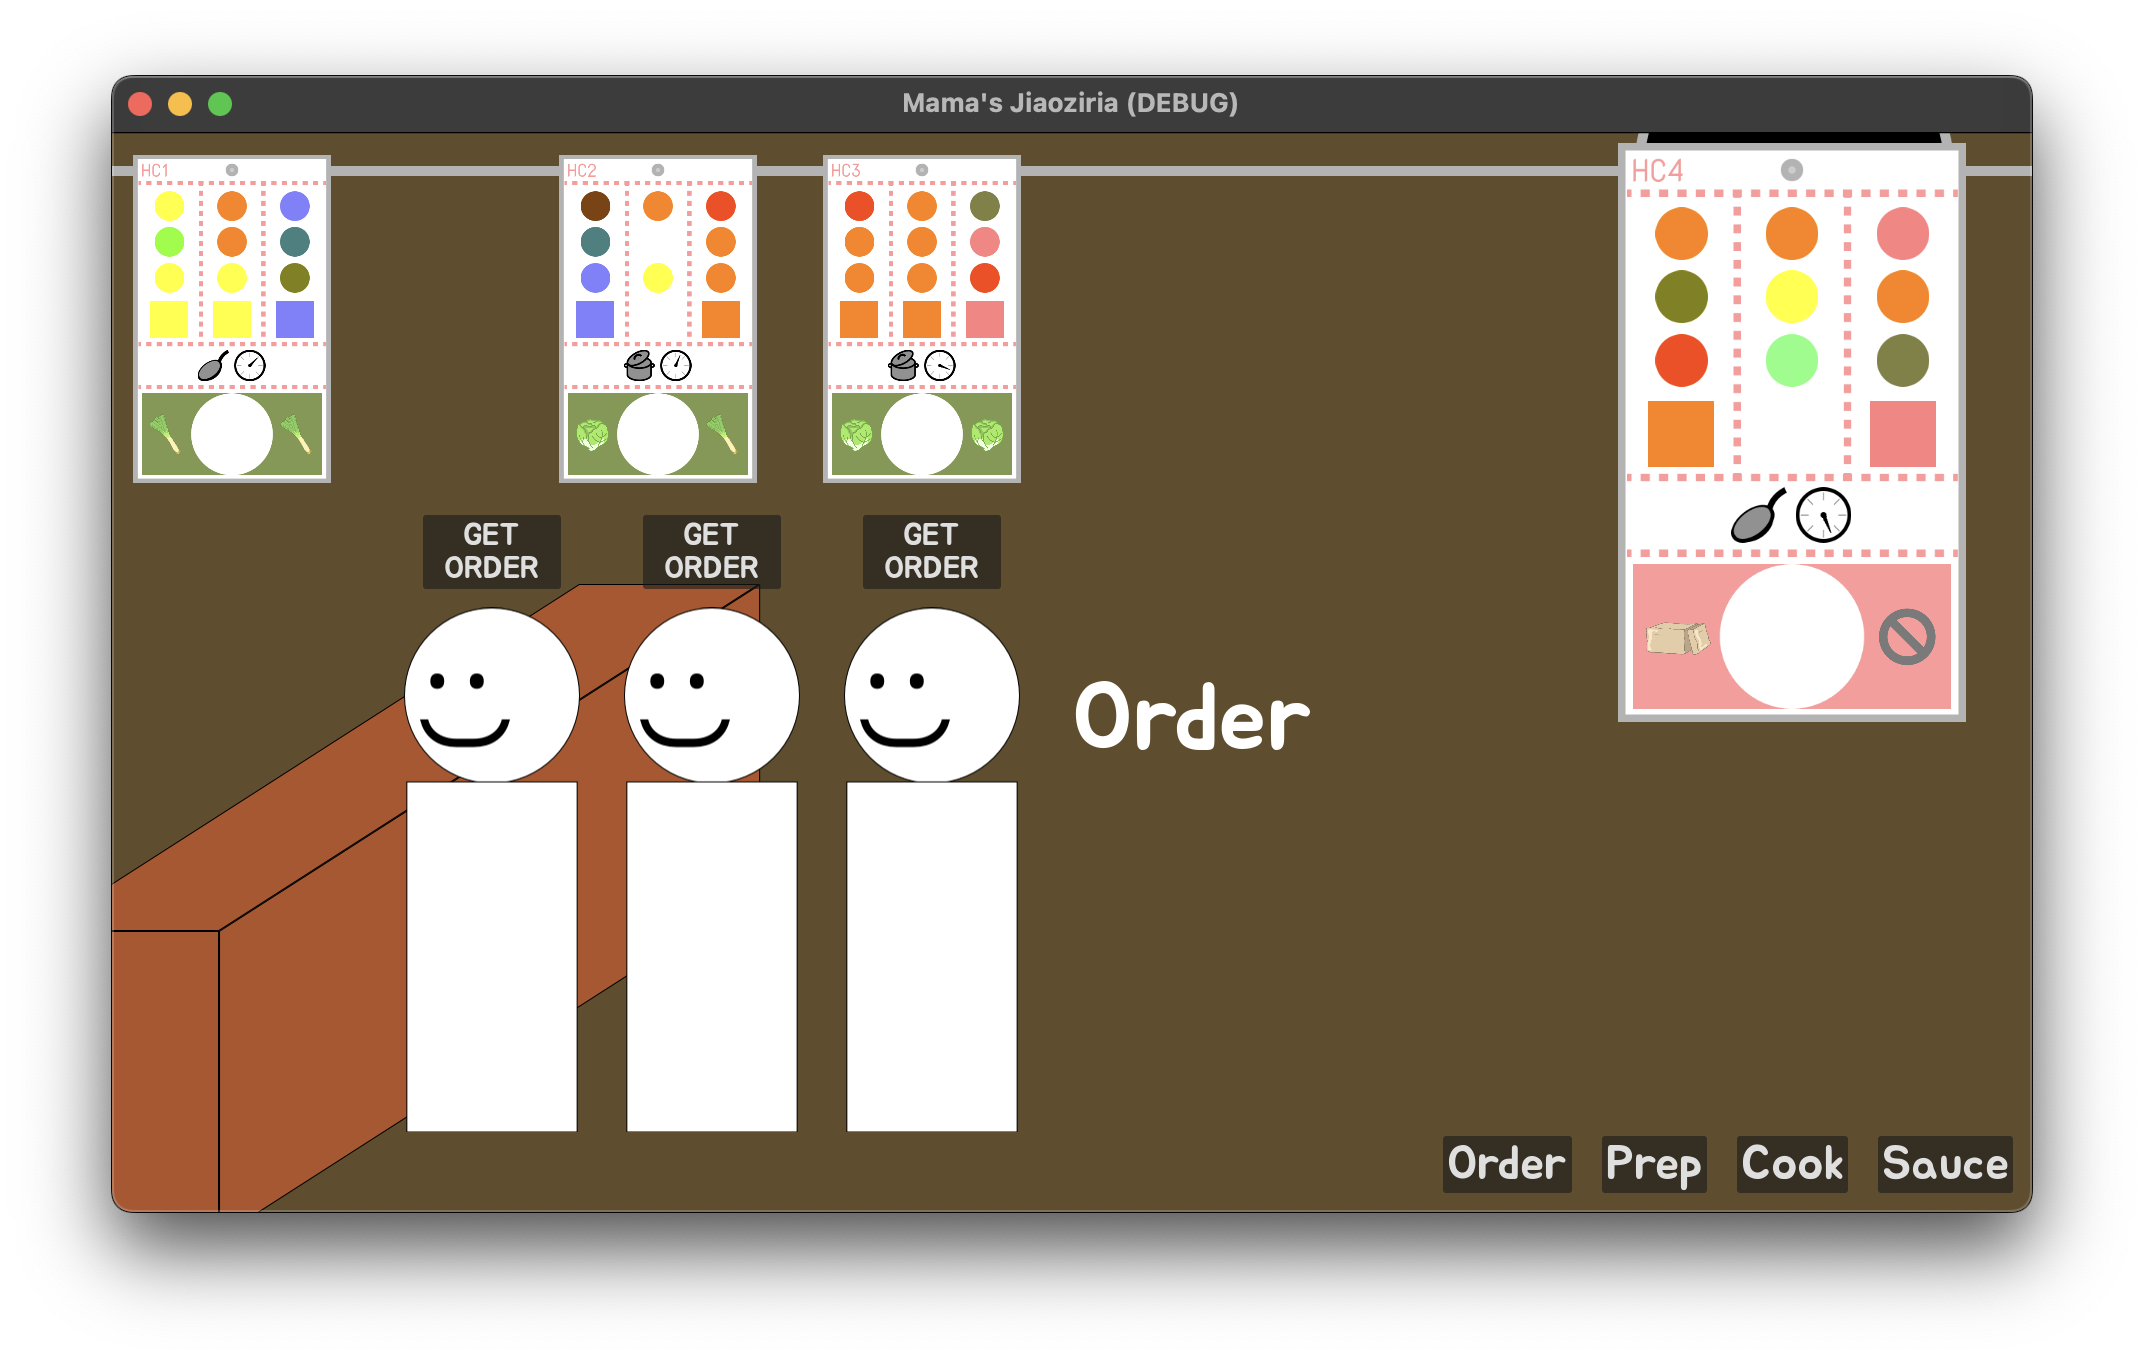 Mama's Jiaoziria (DEBUG)
HC1
HC2
HC3
HC4
GET
ORDER
GET
ORDER
GET
ORDER
Order
Order
Prep
Cook
Sauce